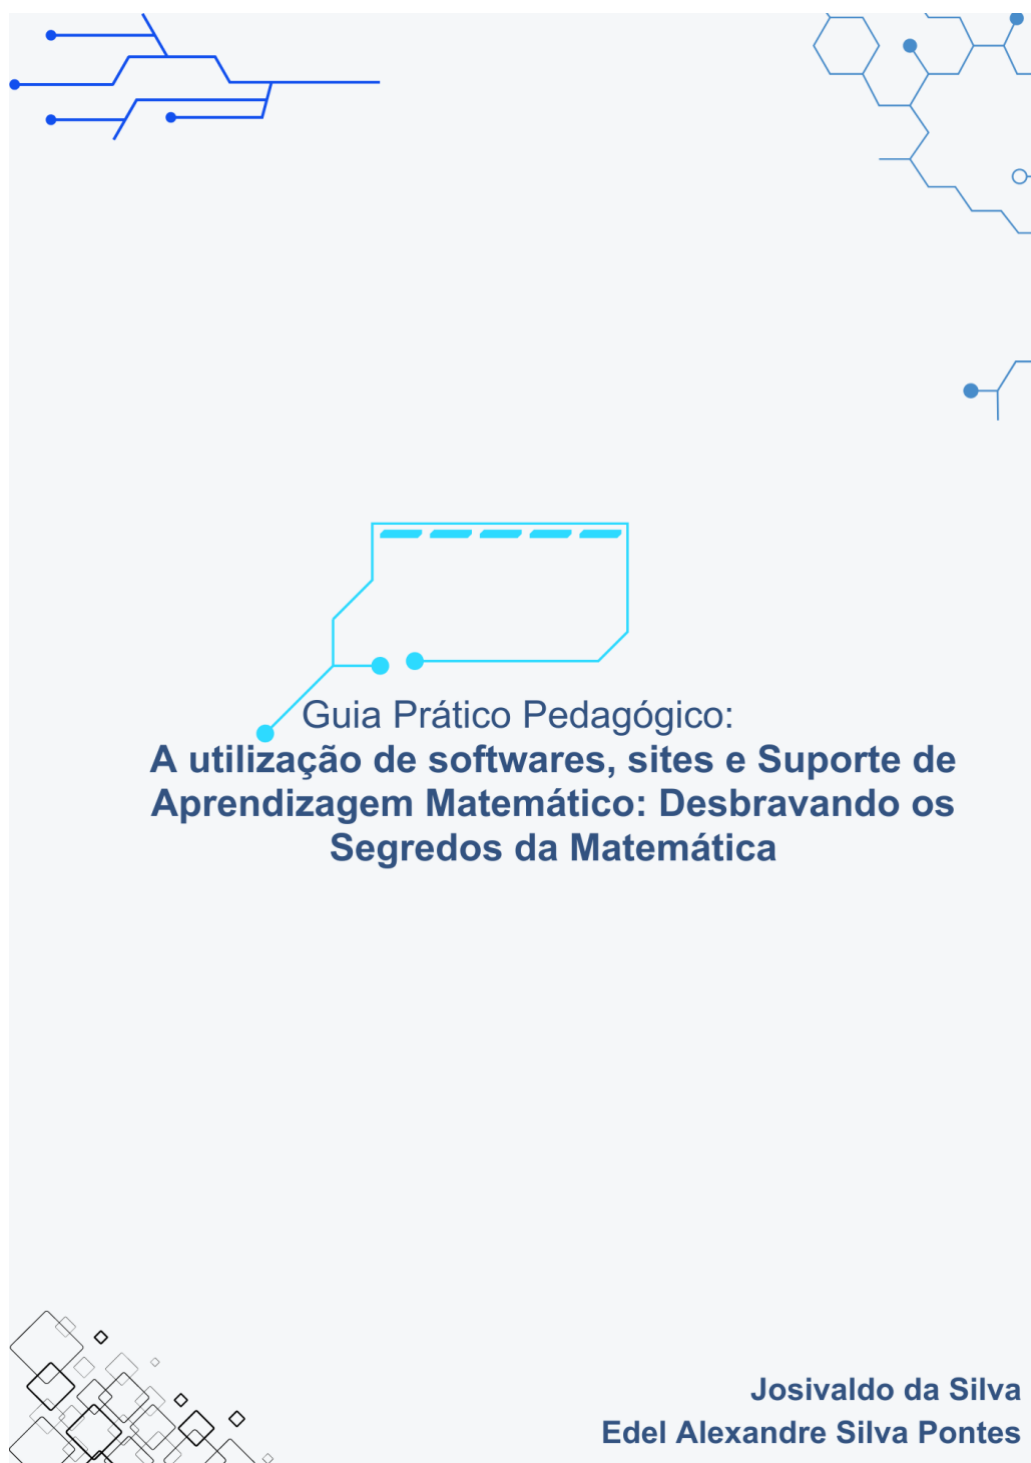 Guia Prático Pedagógico:
A utilização de softwares, sites e Suporte de
Aprendizagem Matemático: Desbravando os
Segredos da Matemática
Josivaldo da Silva
Edel Alexandre Silva Pontes